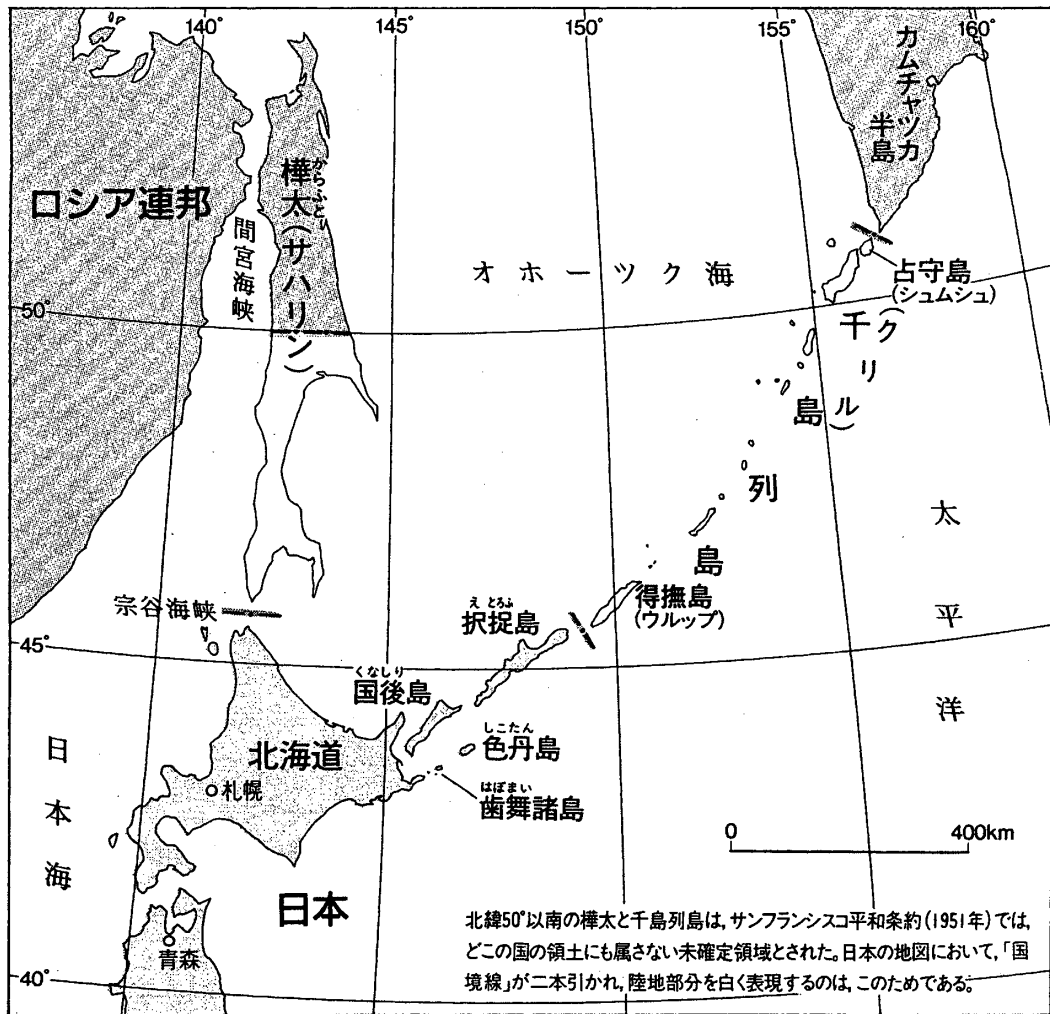 140°
145°
150°
155°
160°
カムチャツカ
半島
ロシア連邦
からふと
樺太(サハリン)
間宮海峡
オホーツク海
占守島
(シュムシュ)
50°
千島列島
(クリル)
太平洋
宗谷海峡
えとろふ
択捉島
得撫島
(ウルップ)
45°
くなしり
国後島
しこたん
色丹島
北海道
札幌
はぼまい
歯舞諸島
日本海
0 400km
日本
青森
40°
北緯50°以南の樺太と千島列島は,サンフランシスコ平和条約(1951年)では,
どこの国の領土にも属さない未確定領域とされた。日本の地図において,「国
境線」が二本引かれ,陸地部分を白く表現するのは,このためである。